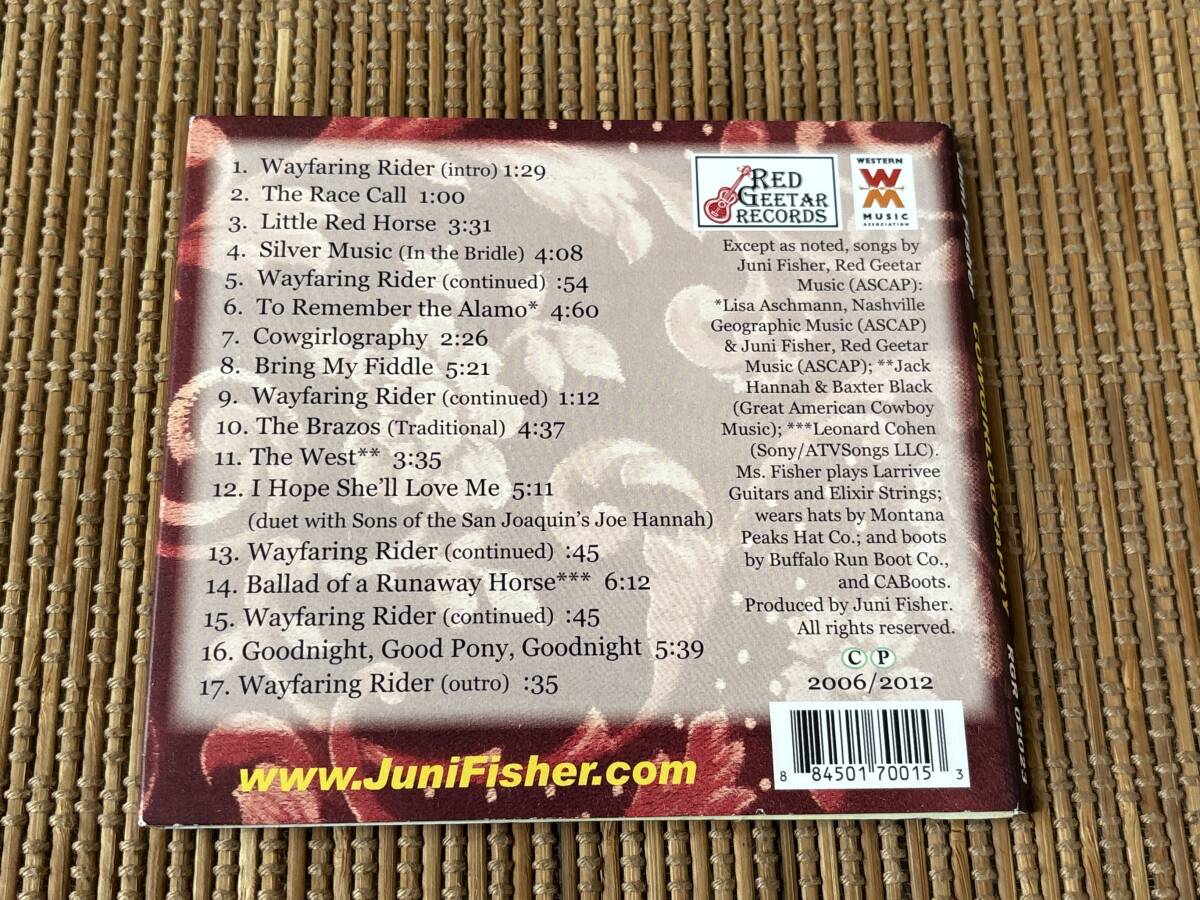 1. Wayfaring Rider (intro) 1:29
2. The Race Call 1:00
3. Little Red Horse 3:31
4. Silver Music (In the Bridle) 4:08
5. Wayfaring Rider (continued) :54
6. To Remember the Alamo* 4:60
7. Cowgirlography 2:26
8. Bring My Fiddle 5:21
9. Wayfaring Rider (continued) 1:12
10. The Brazos (Traditional) 4:37
11. The West** 3:35
12. I Hope She'll Love Me 5:11
(duet with Sons of the San Joaquin's Joe Hannah)
13. Wayfaring Rider (continued) :45
14. Ballad of a Runaway Horse*** 6:12
15. Wayfaring Rider (continued) :45
16. Goodnight, Good Pony, Goodnight 5:39
17. Wayfaring Rider (outro) :35
www.JuniFisher.com
RED
GEETAR
RECORDS
WESTERN
WM
MUSIC
ASSOCIATION
Except as noted, songs by
Juni Fisher, Red Geetar
Music (ASCAP):
*Lisa Aschmann, Nashville
Geographic Music (ASCAP)
& Juni Fisher, Red Geetar
Music (ASCAP); **Jack
Hannah & Baxter Black
(Great American Cowboy
Music); ***Leonard Cohen
(Sony/ATVSongs LLC).
Ms. Fisher plays Larrivee
Guitars and Elixir Strings;
wears hats by Montana
Peaks Hat Co.; and boots
by Buffalo Run Boot Co.,
and CABoots.
Produced by Juni Fisher.
All rights reserved.
C P
2006/2012
8 84501 70015 3